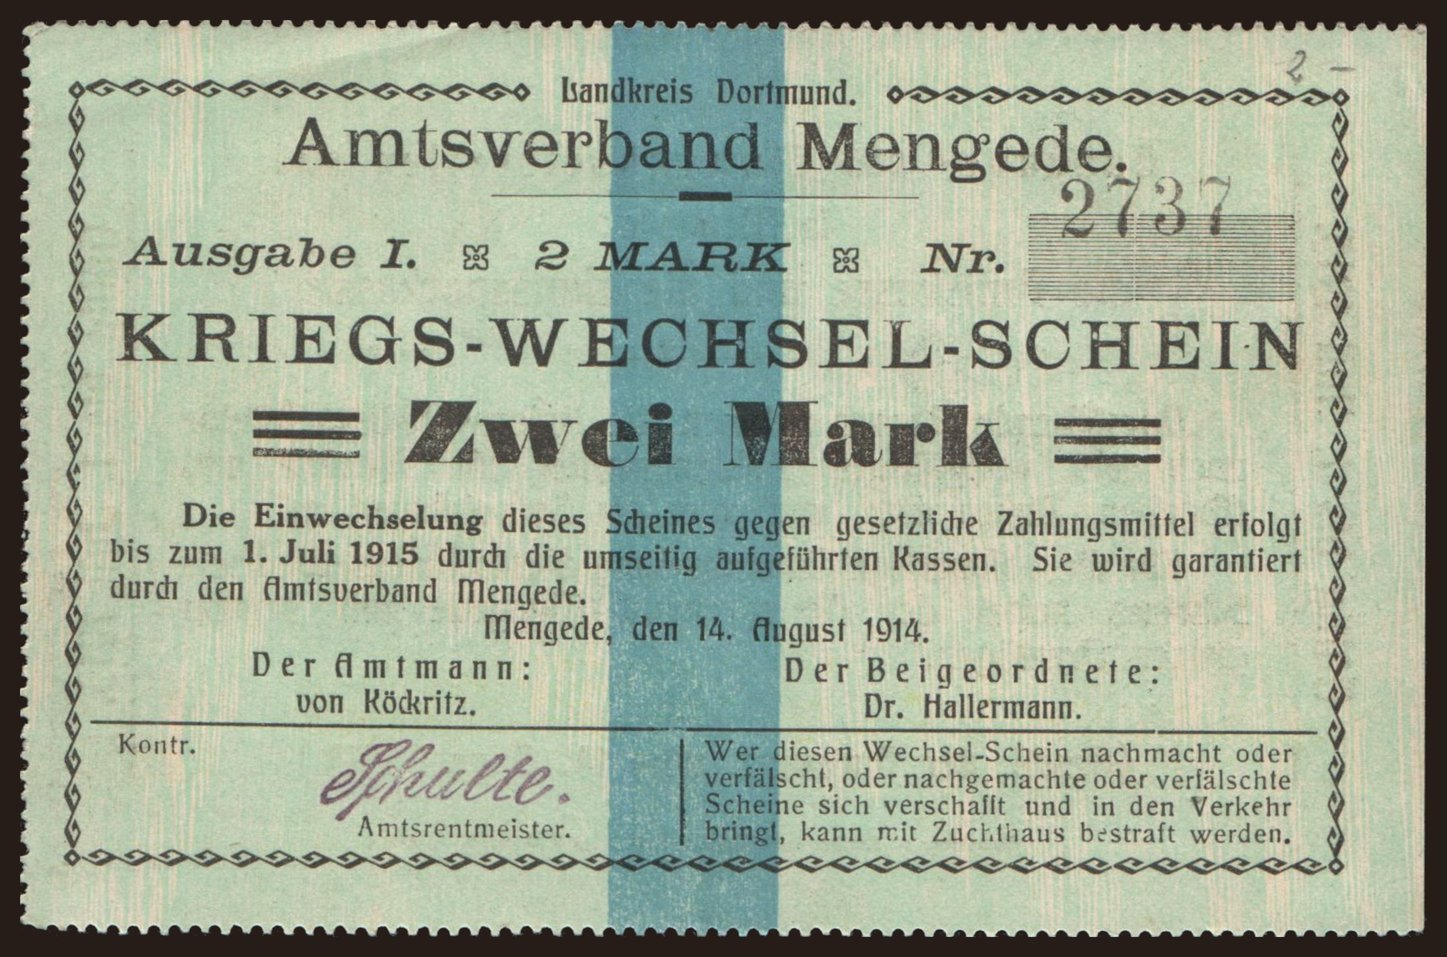 2 –
Landkreis Dortmund.
Amtsverband Mengede.
2737
Ausgabe I. 2 MARK Nr.
KRIEGS-WECHSEL-SCHEIN
Zwei Mark
Die Einwechselung dieses Scheines gegen gesetzliche Zahlungsmittel erfolgt
bis zum 1. Juli 1915 durch die umseitig aufgeführten Kassen. Sie wird garantiert
durch den Amtsverband Mengede.
Mengede, den 14. August 1914.
Der Amtmann:
von Köckritz.
Der Beigeordnete:
Dr. Hallermann.
Kontr.
Schulte.
Amtsrentmeister.
Wer diesen Wechsel-Schein nachmacht oder
verfälscht, oder nachgemachte oder verfälschte
Scheine sich verschafft und in den Verkehr
bringt, kann mit Zuchthaus bestraft werden.